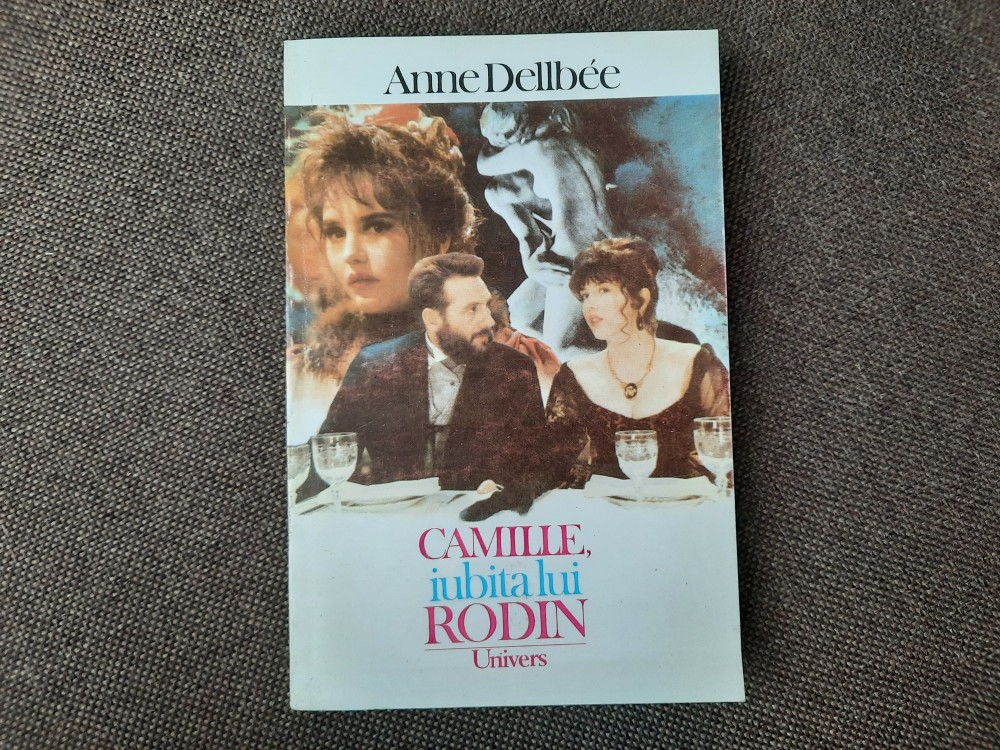 Anne Dellbée
CAMILLE,
iubita lui
RODIN
Univers